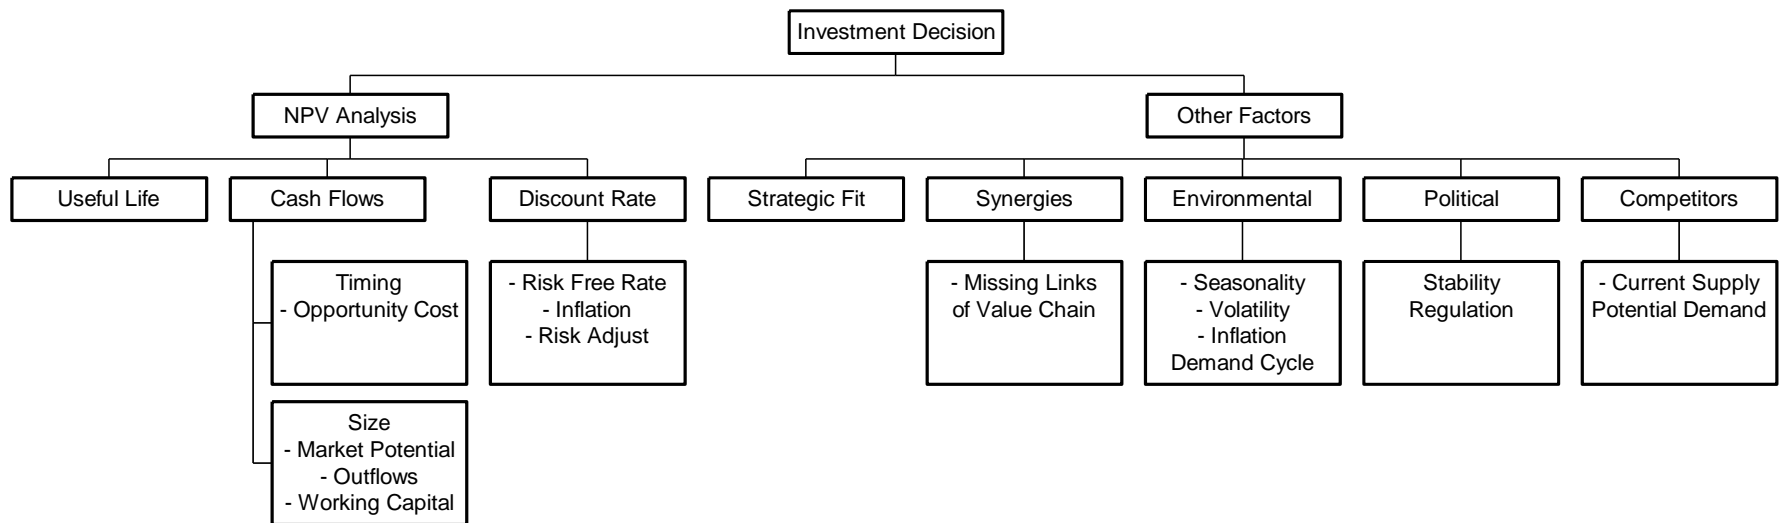 Investment Decision
NPV Analysis
Other Factors
Useful Life
Cash Flows
Discount Rate
Strategic Fit
Synergies
Environmental
Political
Competitors
Timing
- Opportunity Cost
- Risk Free Rate
- Inflation
- Risk Adjust
- Missing Links
of Value Chain
- Seasonality
- Volatility
- Inflation
Demand Cycle
Stability
Regulation
- Current Supply
Potential Demand
Size
- Market Potential
- Outflows
- Working Capital